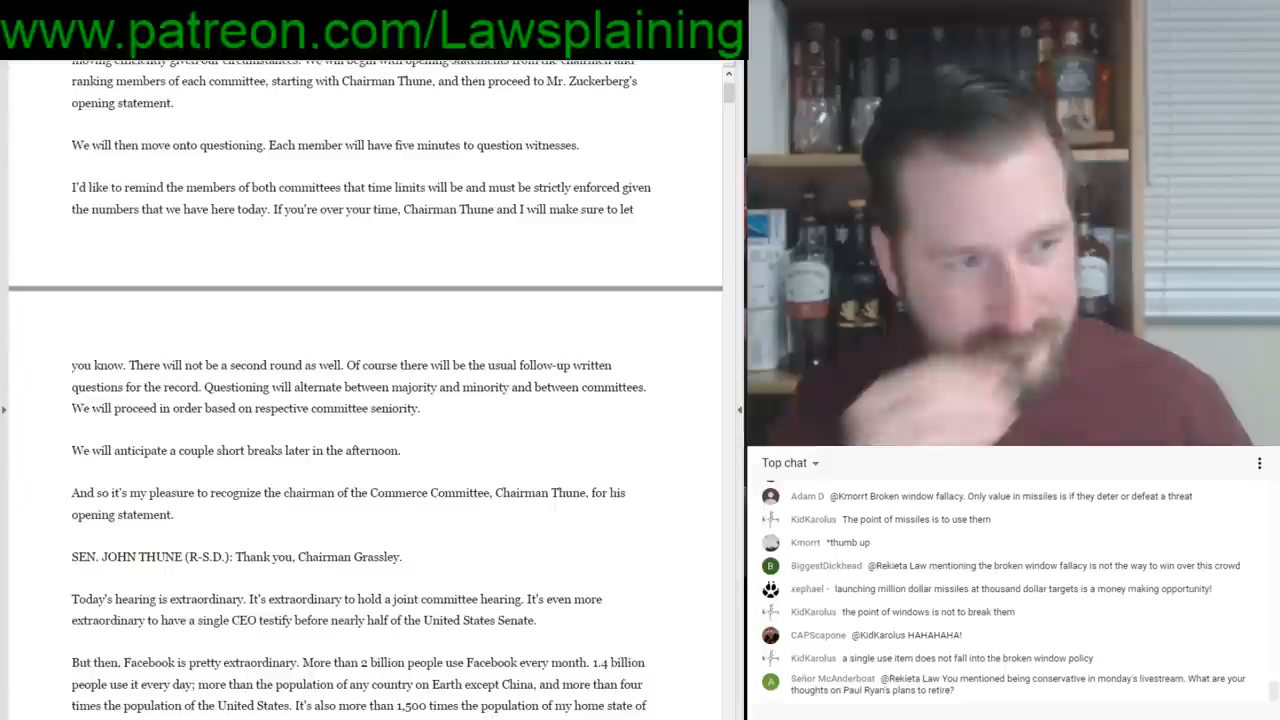 www.patreon.com/Lawsplaining
moving efficiently given our circumstances. We will begin with opening statements from the chairmen and
ranking members of each committee, starting with Chairman Thune, and then proceed to Mr. Zuckerberg's
opening statement.
We will then move onto questioning. Each member will have five minutes to question witnesses.
I'd like to remind the members of both committees that time limits will be and must be strictly enforced given
the numbers that we have here today. If you're over your time, Chairman Thune and I will make sure to let
you know. There will not be a second round as well. Of course there will be the usual follow-up written
questions for the record. Questioning will alternate between majority and minority and between committees.
We will proceed in order based on respective committee seniority.
We will anticipate a couple short breaks later in the afternoon.
And so it's my pleasure to recognize the chairman of the Commerce Committee, Chairman Thune, for his
opening statement.
SEN. JOHN THUNE (R-S.D.): Thank you, Chairman Grassley.
Today's hearing is extraordinary. It's extraordinary to hold a joint committee hearing. It's even more
extraordinary to have a single CEO testify before nearly half of the United States Senate.
But then, Facebook is pretty extraordinary. More than 2 billion people use Facebook every month. 1.4 billion
people use it every day; more than the population of any country on Earth except China, and more than four
times the population of the United States. It's also more than 1,500 times the population of my home state of
Top chat
Adam D @Kmorrt Broken window fallacy. Only value in missiles is if they deter or defeat a threat
KidKarolus The point of missiles is to use them
Kmorrt *thumb up
B BiggestDickhead @Rekieta Law mentioning the broken window fallacy is not the way to win over this crowd
xephael - launching million dollar missiles at thousand dollar targets is a money making opportunity!
KidKarolus the point of windows is not to break them
CAPScapone @KidKarolus HAHAHAHA!
KidKarolus a single use item does not fall into the broken window policy
A Señor McAnderboat @Rekieta Law You mentioned being conservative in monday's livestream. What are your
thoughts on Paul Ryan's plans to retire?